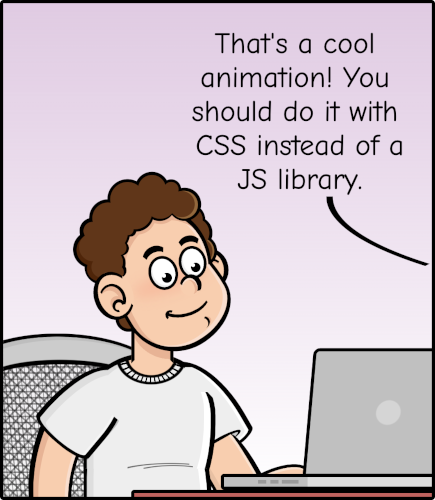 That's a cool
animation! You
should do it with
CSS instead of a
JS library.